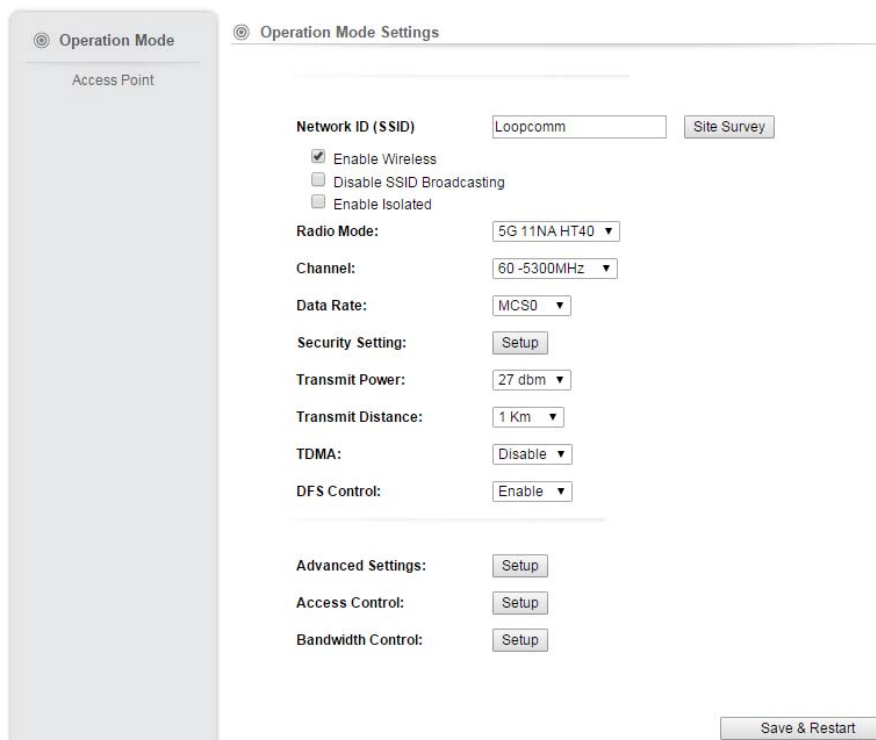 Operation Mode
Access Point
Operation Mode Settings
Network ID (SSID) Loopcomm Site Survey
Enable Wireless
Disable SSID Broadcasting
Enable Isolated
Radio Mode: 5G 11NA HT40
Channel: 60 -5300MHz
Data Rate: MCS0
Security Setting: Setup
Transmit Power: 27 dbm
Transmit Distance: 1 Km
TDMA: Disable
DFS Control: Enable
Advanced Settings: Setup
Access Control: Setup
Bandwidth Control: Setup
Save & Restart